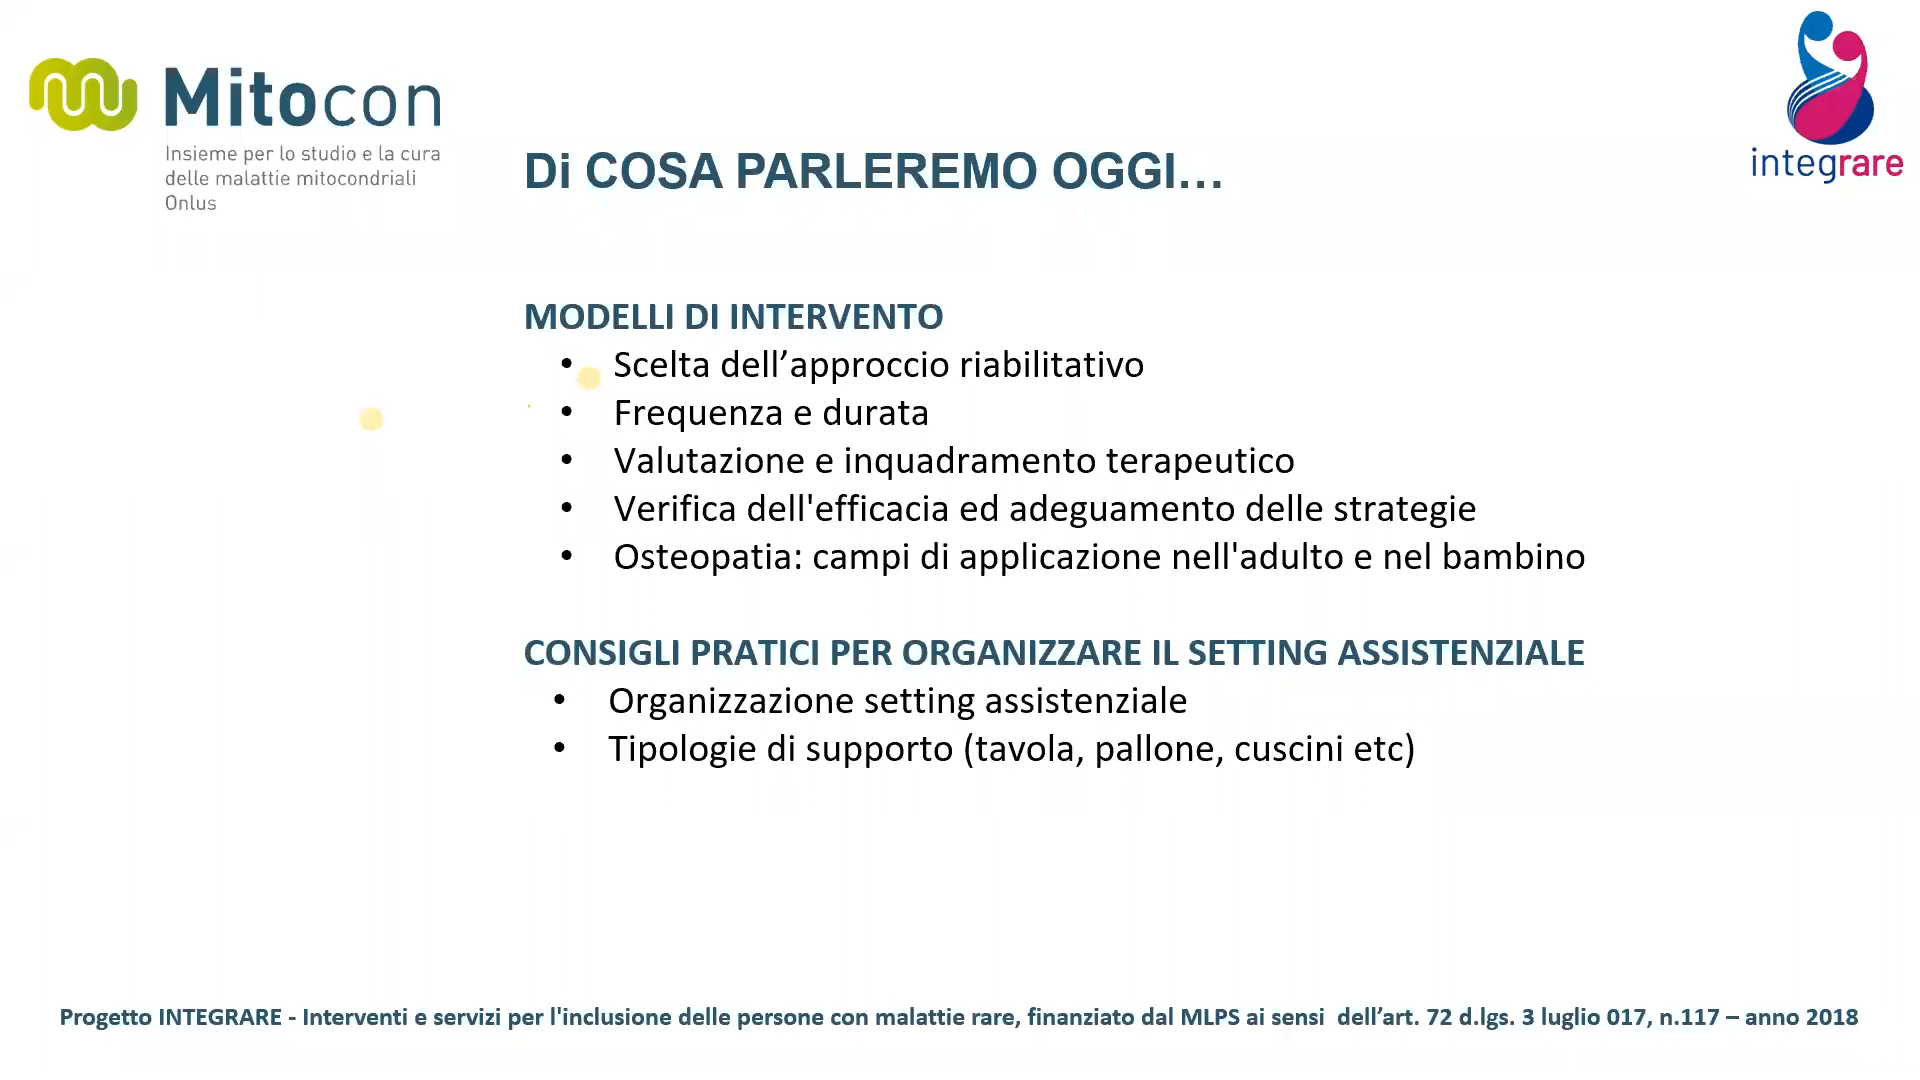 Mitocon
Insieme per lo studio e la cura
delle malattie mitocondriali
Onlus
integrare
Di COSA PARLEREMO OGGI...
MODELLI DI INTERVENTO
• Scelta dell’approccio riabilitativo
• Frequenza e durata
• Valutazione e inquadramento terapeutico
• Verifica dell'efficacia ed adeguamento delle strategie
• Osteopatia: campi di applicazione nell'adulto e nel bambino
CONSIGLI PRATICI PER ORGANIZZARE IL SETTING ASSISTENZIALE
• Organizzazione setting assistenziale
• Tipologie di supporto (tavola, pallone, cuscini etc)
Progetto INTEGRARE - Interventi e servizi per l'inclusione delle persone con malattie rare, finanziato dal MLPS ai sensi dell’art. 72 d.lgs. 3 luglio 017, n.117 – anno 2018